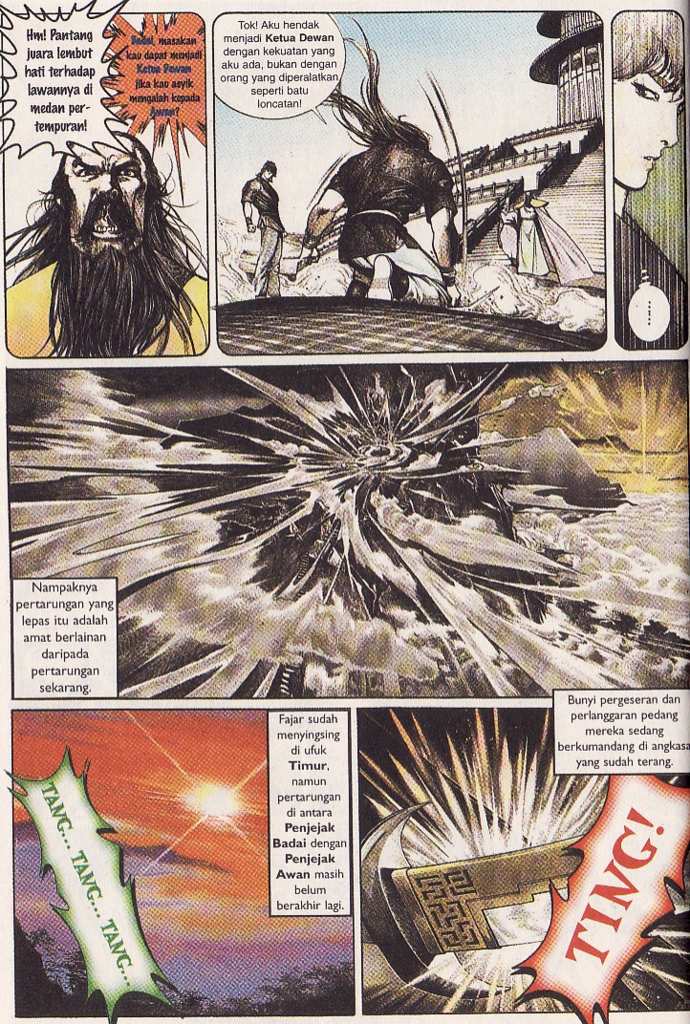 Hm! Pantang
juara lembut
hati terhadap
lawannya di
medan per-
tempuran!
Badai, masakan
kau dapat menjadi
Ketua Dewan
jika kau asyik
mengalah kepada
Awan?
Tok! Aku hendak
menjadi Ketua Dewan
dengan kekuatan yang
aku ada, bukan dengan
orang yang diperalatkan
seperti batu
loncatan!
......
Nampaknya
pertarungan yang
lepas itu adalah
amat berlainan
daripada
pertarungan
sekarang.
TANG... TANG... TANG...
Fajar sudah
menyingsing
di ufuk
Timur,
namun
pertarungan
di antara
Penjejak
Badai dengan
Penjejak
Awan masih
belum
berakhir lagi.
Bunyi pergeseran dan
perlanggaran pedang
mereka sedang
berkumandang di angkasa
yang sudah terang.
TING!